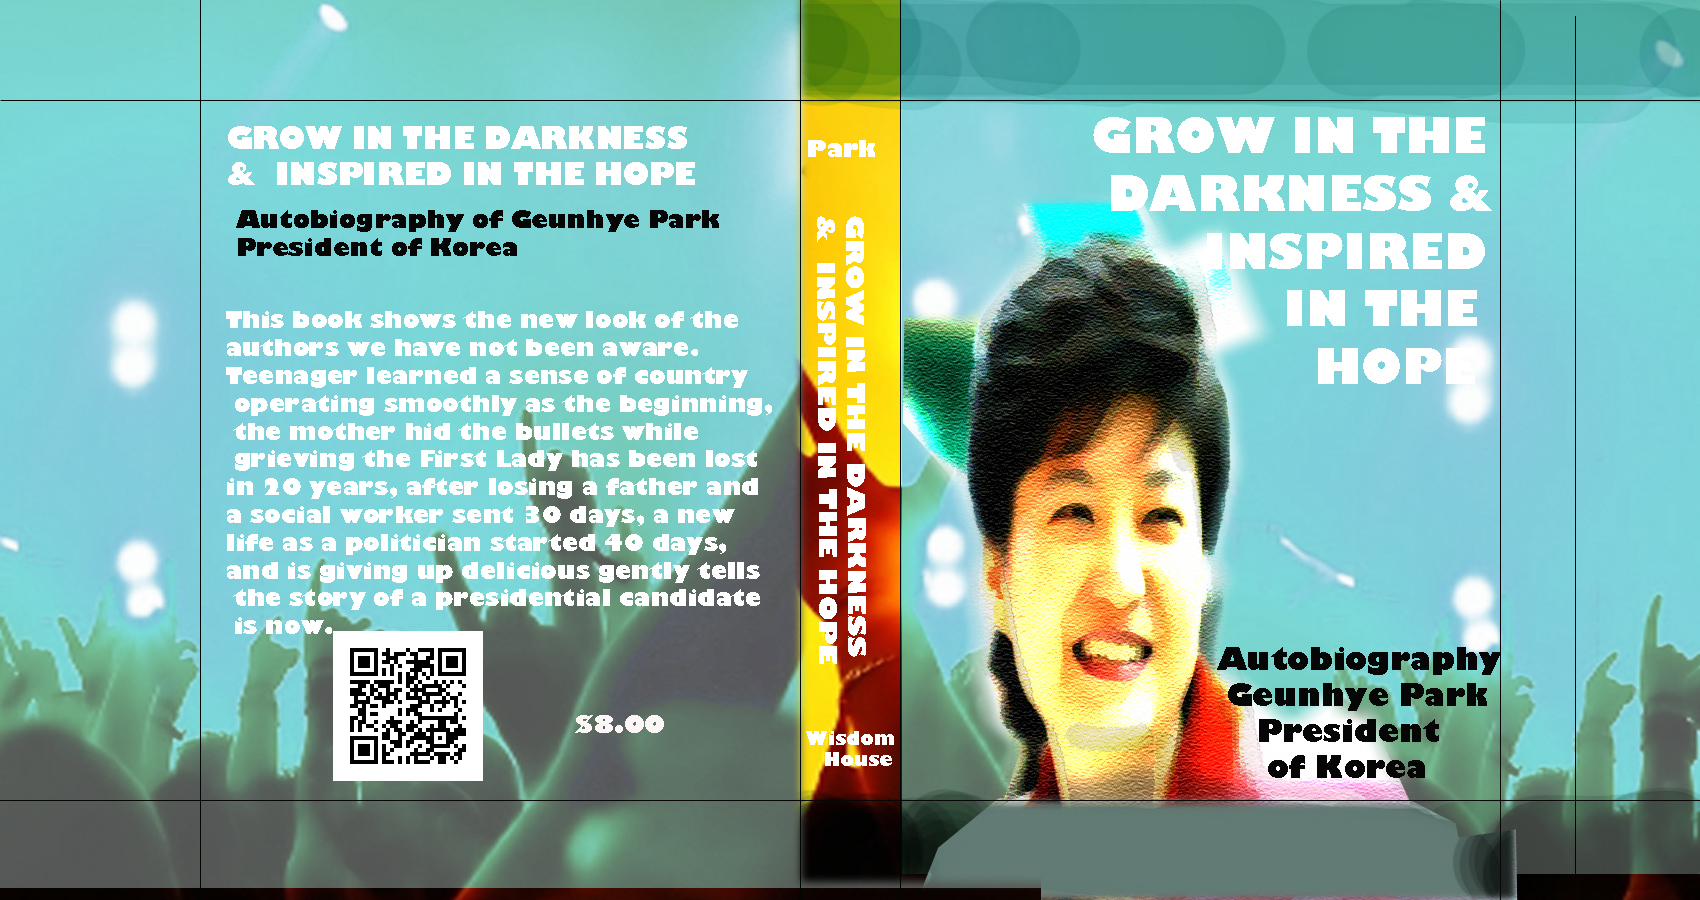 GROW IN THE DARKNESS
& INSPIRED IN THE HOPE
Autobiography of Geunhye Park
President of Korea
This book shows the new look of the
authors we have not been aware.
Teenager learned a sense of country
operating smoothly as the beginning,
the mother hid the bullets while
grieving the First Lady has been lost
in 20 years, after losing a father and
a social worker sent 30 days, a new
life as a politician started 40 days,
and is giving up delicious gently tells
the story of a presidential candidate
is now.
$8.00
Park
GROW IN THE DARKNESS
& INSPIRED IN THE HOPE
Wisdom
House
GROW IN THE
DARKNESS &
INSPIRED
IN THE
HOPE
Autobiography
Geunhye Park
President
of Korea